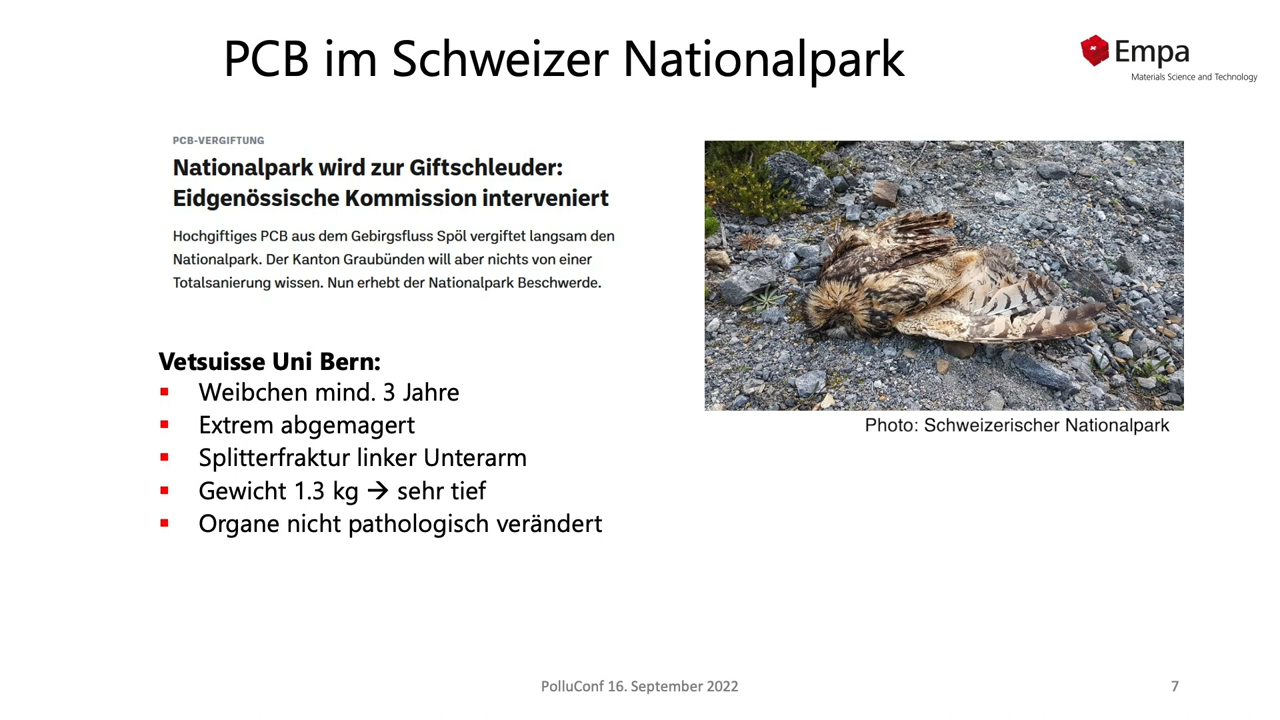 PCB im Schweizer Nationalpark
Empa
Materials Science and Technology
PCB-VERGIFTUNG
Nationalpark wird zur Giftschleuder:
Eidgenössische Kommission interveniert
Hochgiftiges PCB aus dem Gebirgsfluss Spöl vergiftet langsam den
Nationalpark. Der Kanton Graubünden will aber nichts von einer
Totalsanierung wissen. Nun erhebt der Nationalpark Beschwerde.
Vetsuisse Uni Bern:
▪ Weibchen mind. 3 Jahre
▪ Extrem abgemagert
▪ Splitterfraktur linker Unterarm
▪ Gewicht 1.3 kg → sehr tief
▪ Organe nicht pathologisch verändert
Photo: Schweizerischer Nationalpark
PolluConf 16. September 2022
7